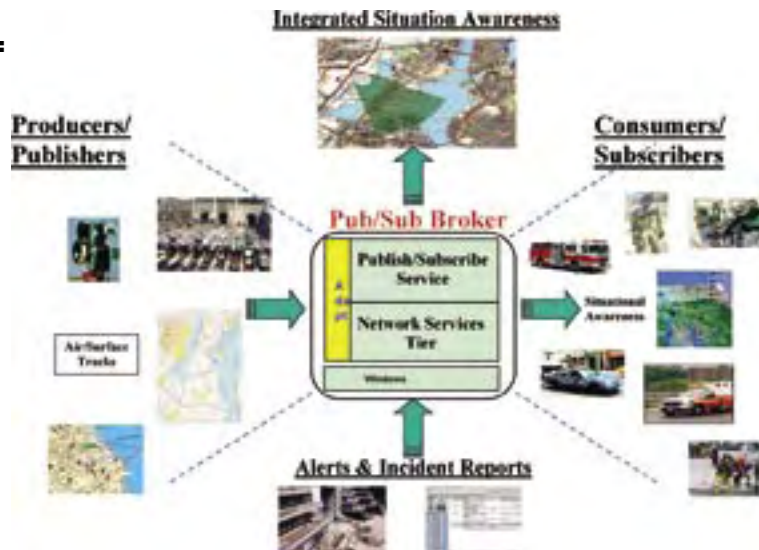 Integrated Situation Awareness
Producers/
Publishers
Consumers/
Subscribers
Pub/Sub Broker
Publish/Subscribe
Service
Network Services
Tier
Windows
Air/Surface
Tracks
Situational
Awareness
Alerts & Incident Reports